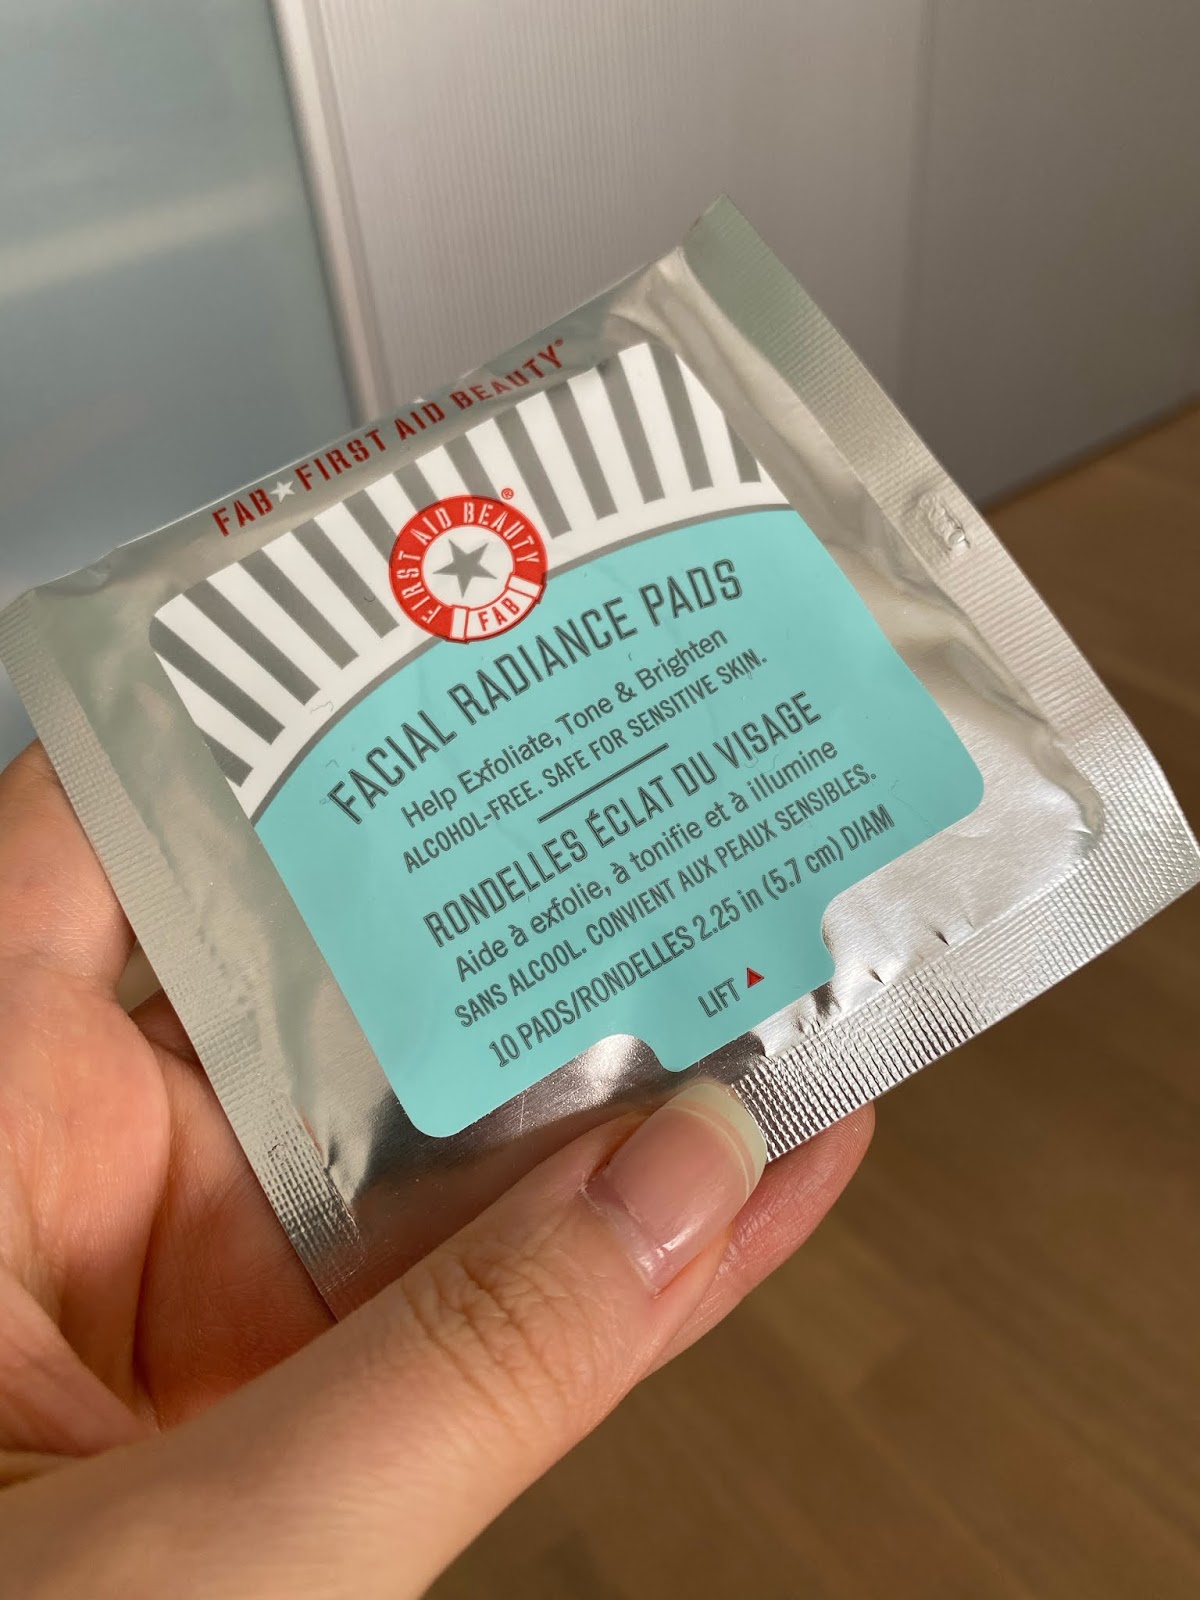 FAB★FIRST AID BEAUTY®
FIRST AID BEAUTY®
FAB
FACIAL RADIANCE PADS
Help Exfoliate, Tone & Brighten
ALCOHOL-FREE. SAFE FOR SENSITIVE SKIN.
RONDELLES ÉCLAT DU VISAGE
Aide à exfolie, à tonifie et à illumine
SANS ALCOOL. CONVIENT AUX PEAUX SENSIBLES.
10 PADS/RONDELLES 2.25 in (5.7 cm) DIAM
LIFT ▲